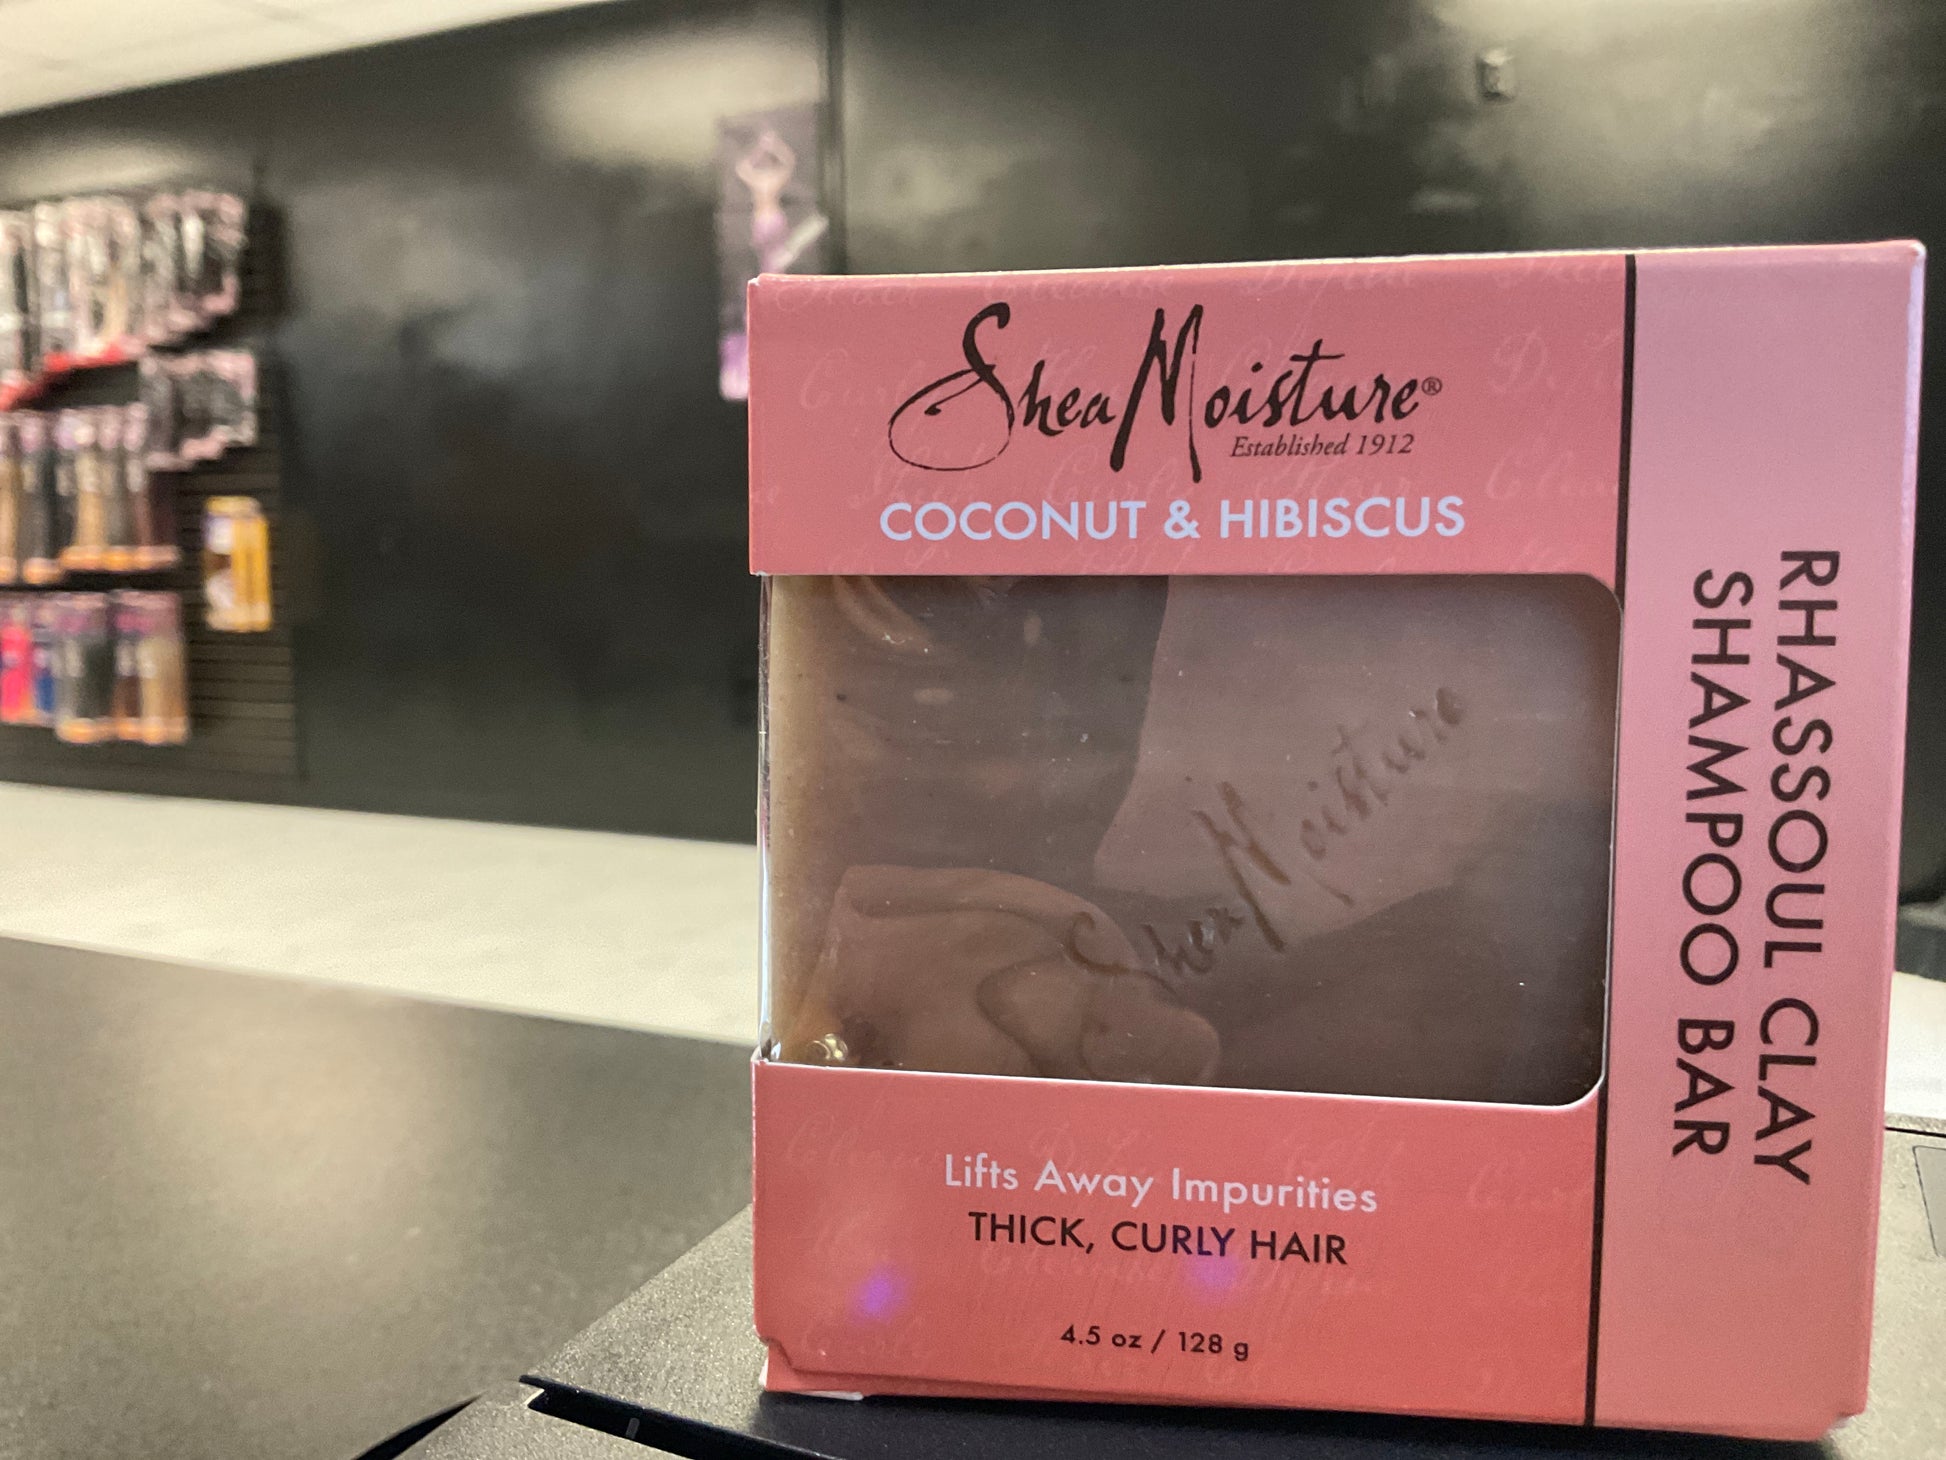 SheaMoisture®
Established 1912
COCONUT & HIBISCUS
SheaMoisture
Lifts Away Impurities
THICK, CURLY HAIR
4.5 oz / 128 g
RHASSOUL CLAY
SHAMPOO BAR